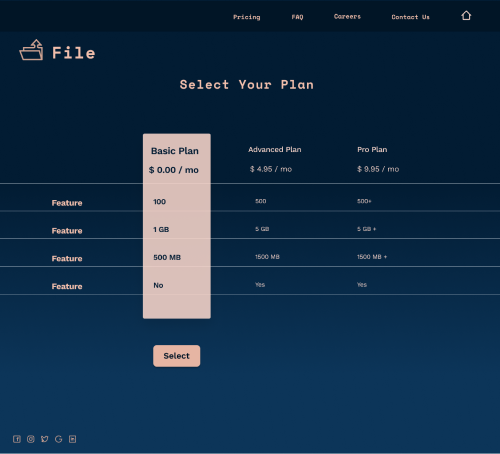 Pricing FAQ Careers Contact Us
File
Select Your Plan
Basic Plan Advanced Plan Pro Plan
$ 0.00 / mo $ 4.95 / mo $ 9.95 / mo
Feature 100 500 500+
Feature 1 GB 5 GB 5 GB +
Feature 500 MB 1500 MB 1500 MB +
Feature No Yes Yes
Select